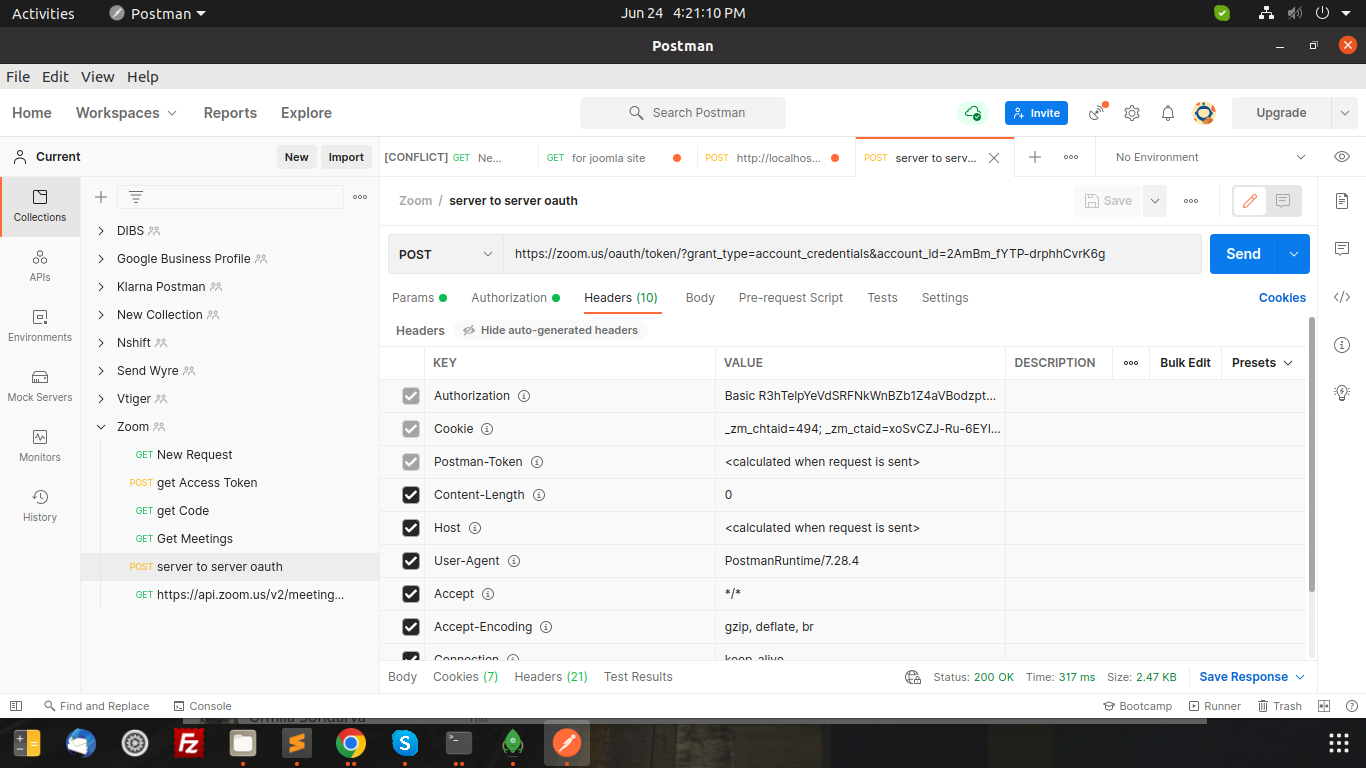 Activities
Postman
Jun 24 4:21:10 PM
Postman
File Edit View Help
Home
Workspaces
Reports
Explore
Search Postman
Invite
Upgrade
Current
New
Import
[CONFLICT] GET Ne...
GET for joomla site
POST http://localhos...
POST server to serv...
No Environment
Collections
APIs
Environments
Mock Servers
Monitors
History
DIBS
Google Business Profile
Klarna Postman
New Collection
Nshift
Send Wyre
Vtiger
Zoom
GET New Request
POST get Access Token
GET get Code
GET Get Meetings
POST server to server oauth
GET https://api.zoom.us/v2/meeting...
Zoom / server to server oauth
Save
POST
https://zoom.us/oauth/token/?grant_type=account_credentials&account_id=2AmBm_fYTP-drphhCvrK6g
Send
Params
Authorization
Headers (10)
Body
Pre-request Script
Tests
Settings
Cookies
Headers
Hide auto-generated headers
KEY VALUE DESCRIPTION
Bulk Edit
Presets
Authorization Basic R3hTelpYeVdSRFNkWnBZb1Z4aVBodzpt...
Cookie _zm_chtaid=494; _zm_ctaid=xoSvCZJ-Ru-6EYl...
Postman-Token <calculated when request is sent>
Content-Length 0
Host <calculated when request is sent>
User-Agent PostmanRuntime/7.28.4
Accept */*
Accept-Encoding gzip, deflate, br
Connection keep-alive
Body
Cookies (7)
Headers (21)
Test Results
Status: 200 OK
Time: 317 ms
Size: 2.47 KB
Save Response
Find and Replace
Console
Bootcamp
Runner
Trash